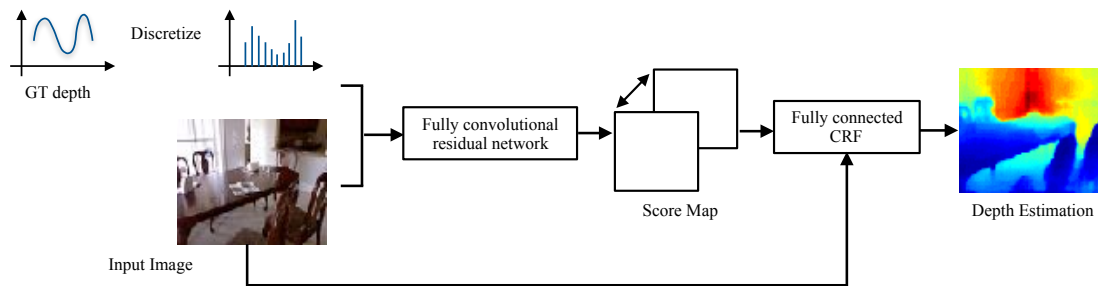 Discretize
GT depth
Fully convolutional
residual network
Fully connected
CRF
Score Map
Depth Estimation
Input Image